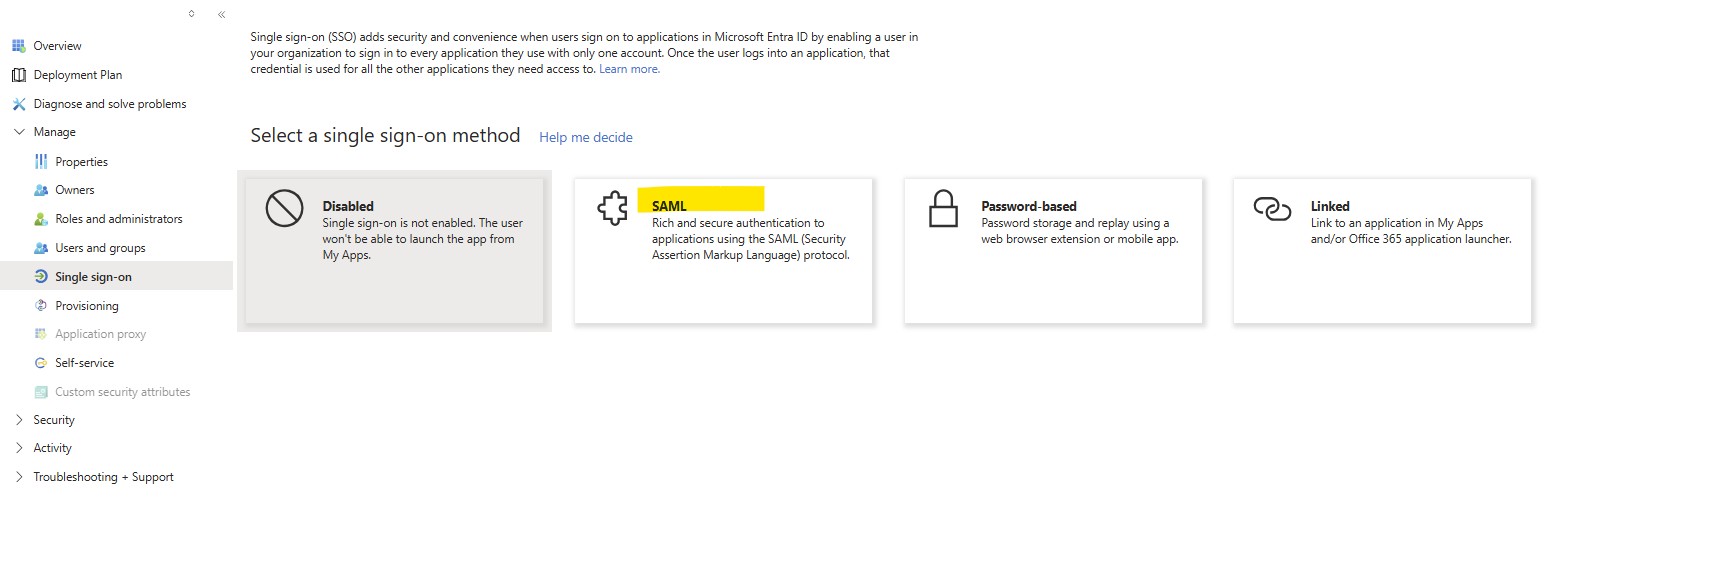 Overview
Deployment Plan
Diagnose and solve problems
Manage
Properties
Owners
Roles and administrators
Users and groups
Single sign-on
Provisioning
Application proxy
Self-service
Custom security attributes
Security
Activity
Troubleshooting + Support
Single sign-on (SSO) adds security and convenience when users sign on to applications in Microsoft Entra ID by enabling a user in
your organization to sign in to every application they use with only one account. Once the user logs into an application, that
credential is used for all the other applications they need access to. Learn more.
Select a single sign-on method Help me decide
Disabled
Single sign-on is not enabled. The user
won't be able to launch the app from
My Apps.
SAML
Rich and secure authentication to
applications using the SAML (Security
Assertion Markup Language) protocol.
Password-based
Password storage and replay using a
web browser extension or mobile app.
Linked
Link to an application in My Apps
and/or Office 365 application launcher.